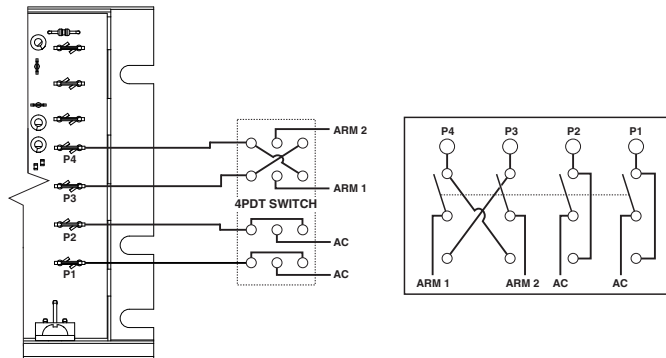 P4
P3
P2
P1
ARM 2
ARM 1
4PDT SWITCH
AC
AC
P4 P3 P2 P1
ARM 1 ARM 2 AC AC